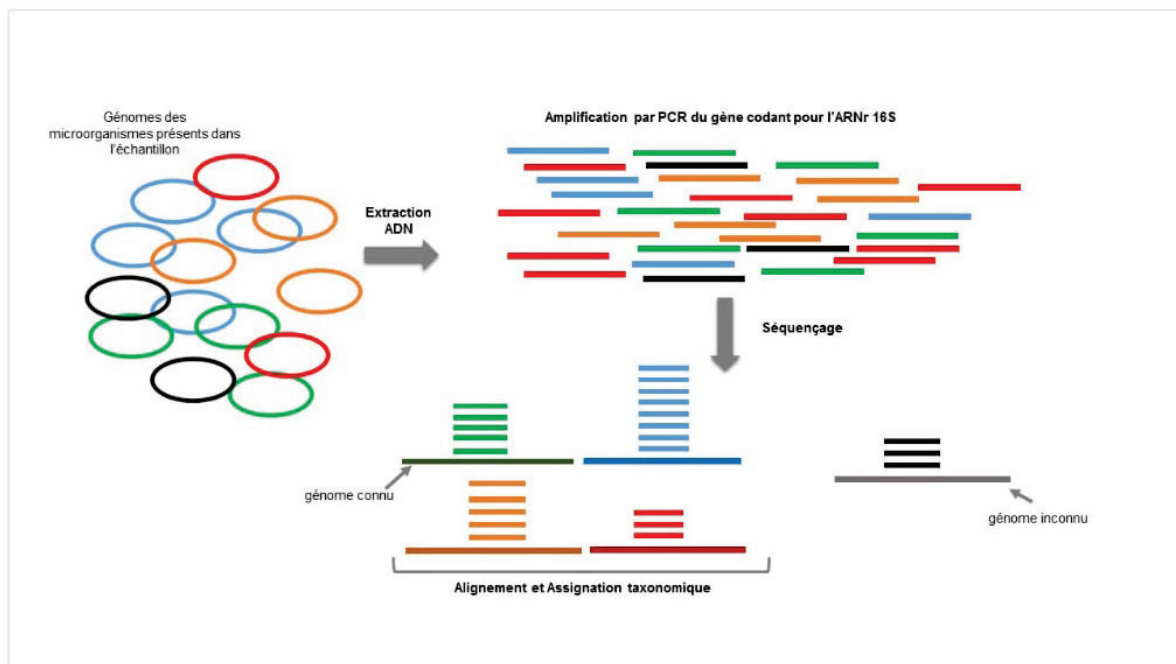 Génomes des
microorganismes présents dans
l'échantillon
Amplification par PCR du gène codant pour l'ARNr 16S
Extraction
ADN
Séquençage
génome connu
génome inconnu
Alignement et Assignation taxonomique